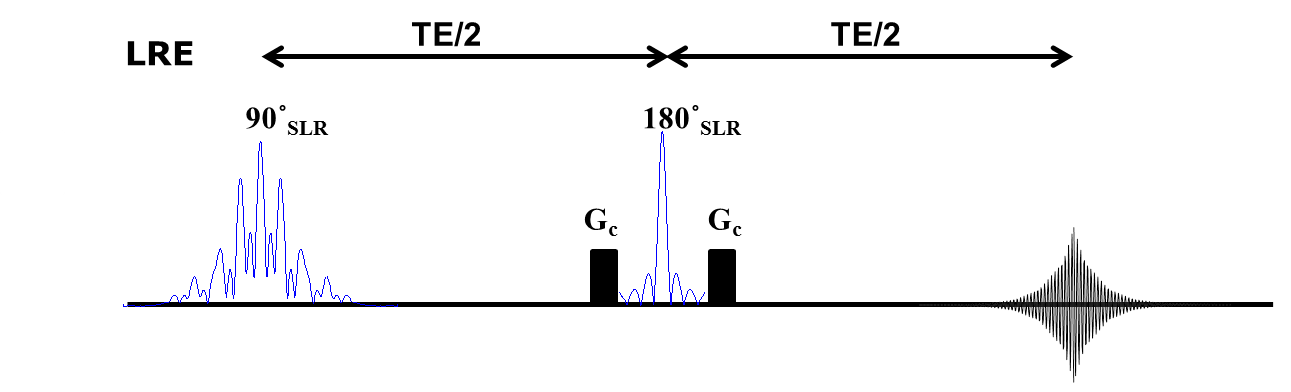 TE/2 TE/2
LRE
90°SLR 180°SLR
Gc Gc